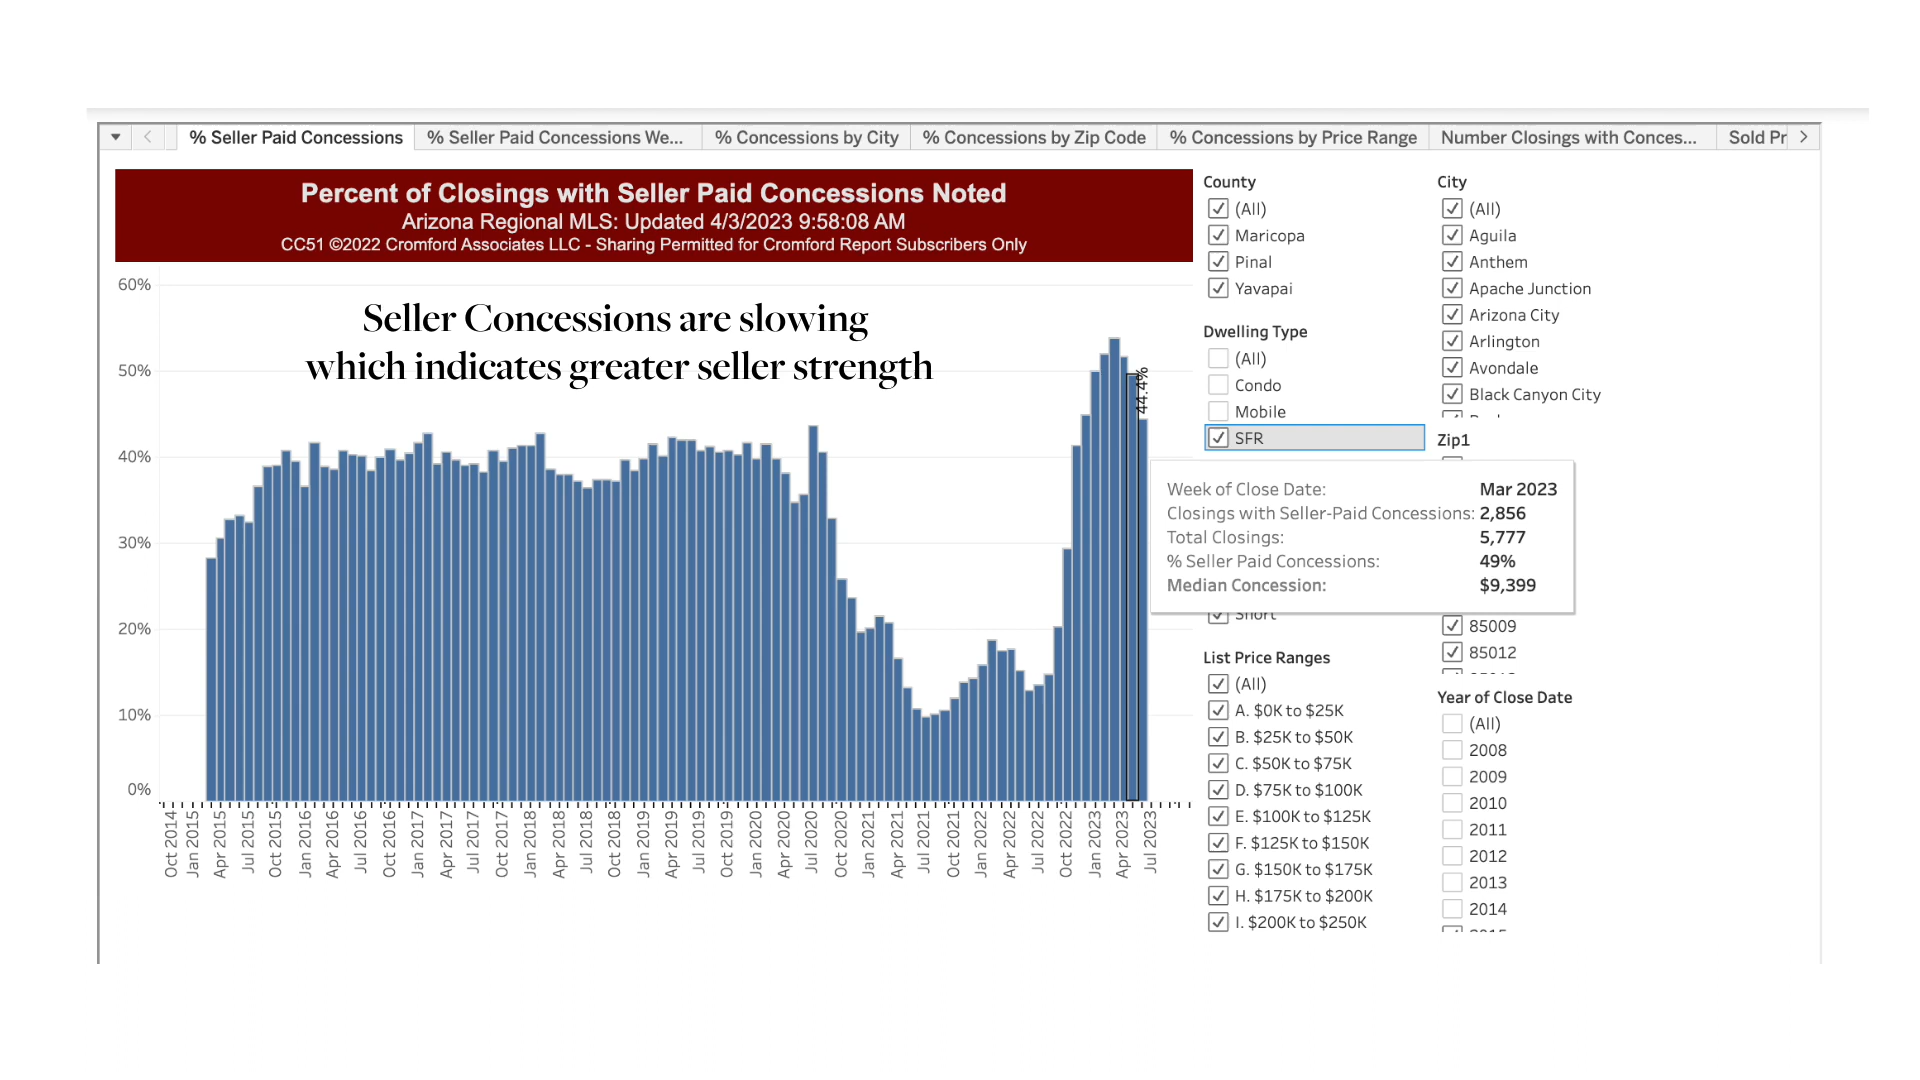 % Seller Paid Concessions
% Seller Paid Concessions We...
% Concessions by City
% Concessions by Zip Code
% Concessions by Price Range
Number Closings with Conces...
Sold Pr
Percent of Closings with Seller Paid Concessions Noted
Arizona Regional MLS: Updated 4/3/2023 9:58:08 AM
CC51 ©2022 Cromford Associates LLC - Sharing Permitted for Cromford Report Subscribers Only
Seller Concessions are slowing
which indicates greater seller strength
60%
50%
40%
30%
20%
10%
0%
44.4%
Oct 2014
Jan 2015
Apr 2015
Jul 2015
Oct 2015
Jan 2016
Apr 2016
Jul 2016
Oct 2016
Jan 2017
Apr 2017
Jul 2017
Oct 2017
Jan 2018
Apr 2018
Jul 2018
Oct 2018
Jan 2019
Apr 2019
Jul 2019
Oct 2019
Jan 2020
Apr 2020
Jul 2020
Oct 2020
Jan 2021
Apr 2021
Jul 2021
Oct 2021
Jan 2022
Apr 2022
Jul 2022
Oct 2022
Jan 2023
Apr 2023
Jul 2023
County
(All)
Maricopa
Pinal
Yavapai
Dwelling Type
(All)
Condo
Mobile
SFR
Week of Close Date: Mar 2023
Closings with Seller-Paid Concessions: 2,856
Total Closings: 5,777
% Seller Paid Concessions: 49%
Median Concession: $9,399
Short
List Price Ranges
(All)
A. $0K to $25K
B. $25K to $50K
C. $50K to $75K
D. $75K to $100K
E. $100K to $125K
F. $125K to $150K
G. $150K to $175K
H. $175K to $200K
I. $200K to $250K
City
(All)
Aguila
Anthem
Apache Junction
Arizona City
Arlington
Avondale
Black Canyon City
Zip1
85009
85012
Year of Close Date
(All)
2008
2009
2010
2011
2012
2013
2014
2015